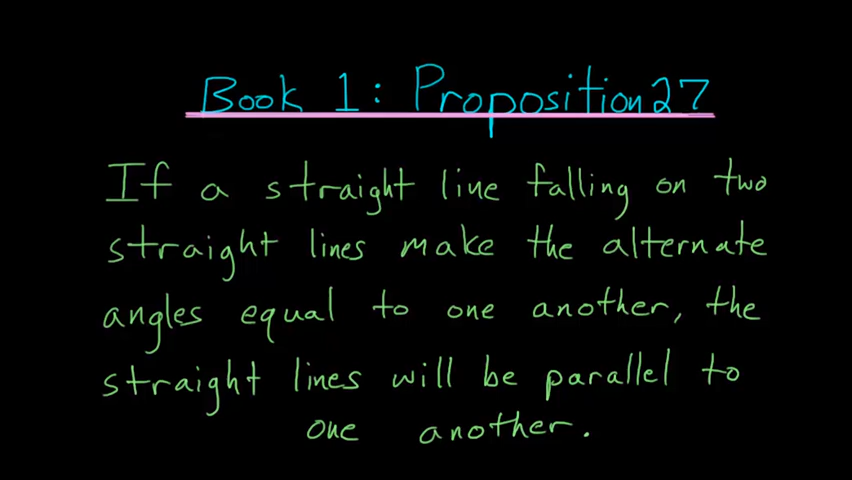 Book 1: Proposition 27
If a straight line falling on two
straight lines make the alternate
angles equal to one another, the
straight lines will be parallel to
one another.